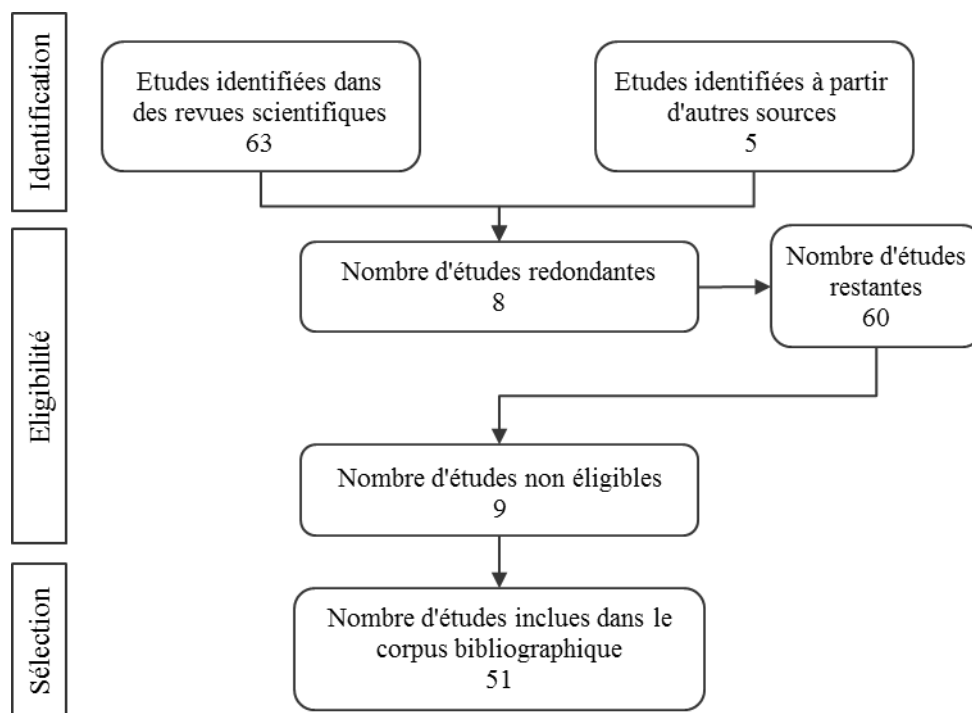 Identification
Etudes identifiées dans
des revues scientifiques
63
Etudes identifiées à partir
d'autres sources
5
Eligibilité
Nombre d'études redondantes
8
Nombre d'études
restantes
60
Nombre d'études non éligibles
9
Sélection
Nombre d'études inclues dans le
corpus bibliographique
51